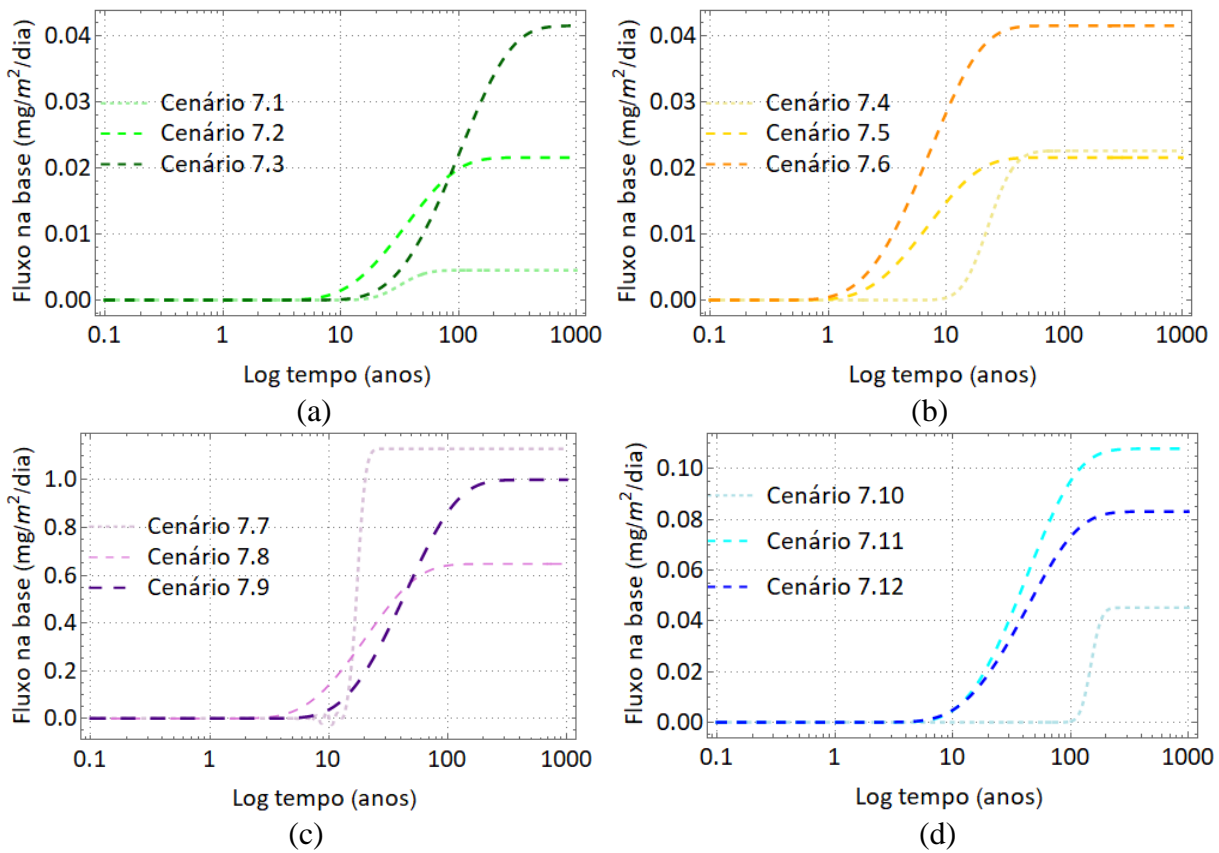 Fluxo na base (mg/m²/dia)
0.04
0.03
0.02
0.01
0.00
Cenário 7.1
Cenário 7.2
Cenário 7.3
0.1 1 10 100 1000
Log tempo (anos)
(a)
Fluxo na base (mg/m²/dia)
0.04
0.03
0.02
0.01
0.00
Cenário 7.4
Cenário 7.5
Cenário 7.6
0.1 1 10 100 1000
Log tempo (anos)
(b)
Fluxo na base (mg/m²/dia)
1.0
0.8
0.6
0.4
0.2
0.0
Cenário 7.7
Cenário 7.8
Cenário 7.9
0.1 1 10 100 1000
Log tempo (anos)
(c)
Fluxo na base (mg/m²/dia)
0.10
0.08
0.06
0.04
0.02
0.00
Cenário 7.10
Cenário 7.11
Cenário 7.12
0.1 1 10 100 1000
Log tempo (anos)
(d)